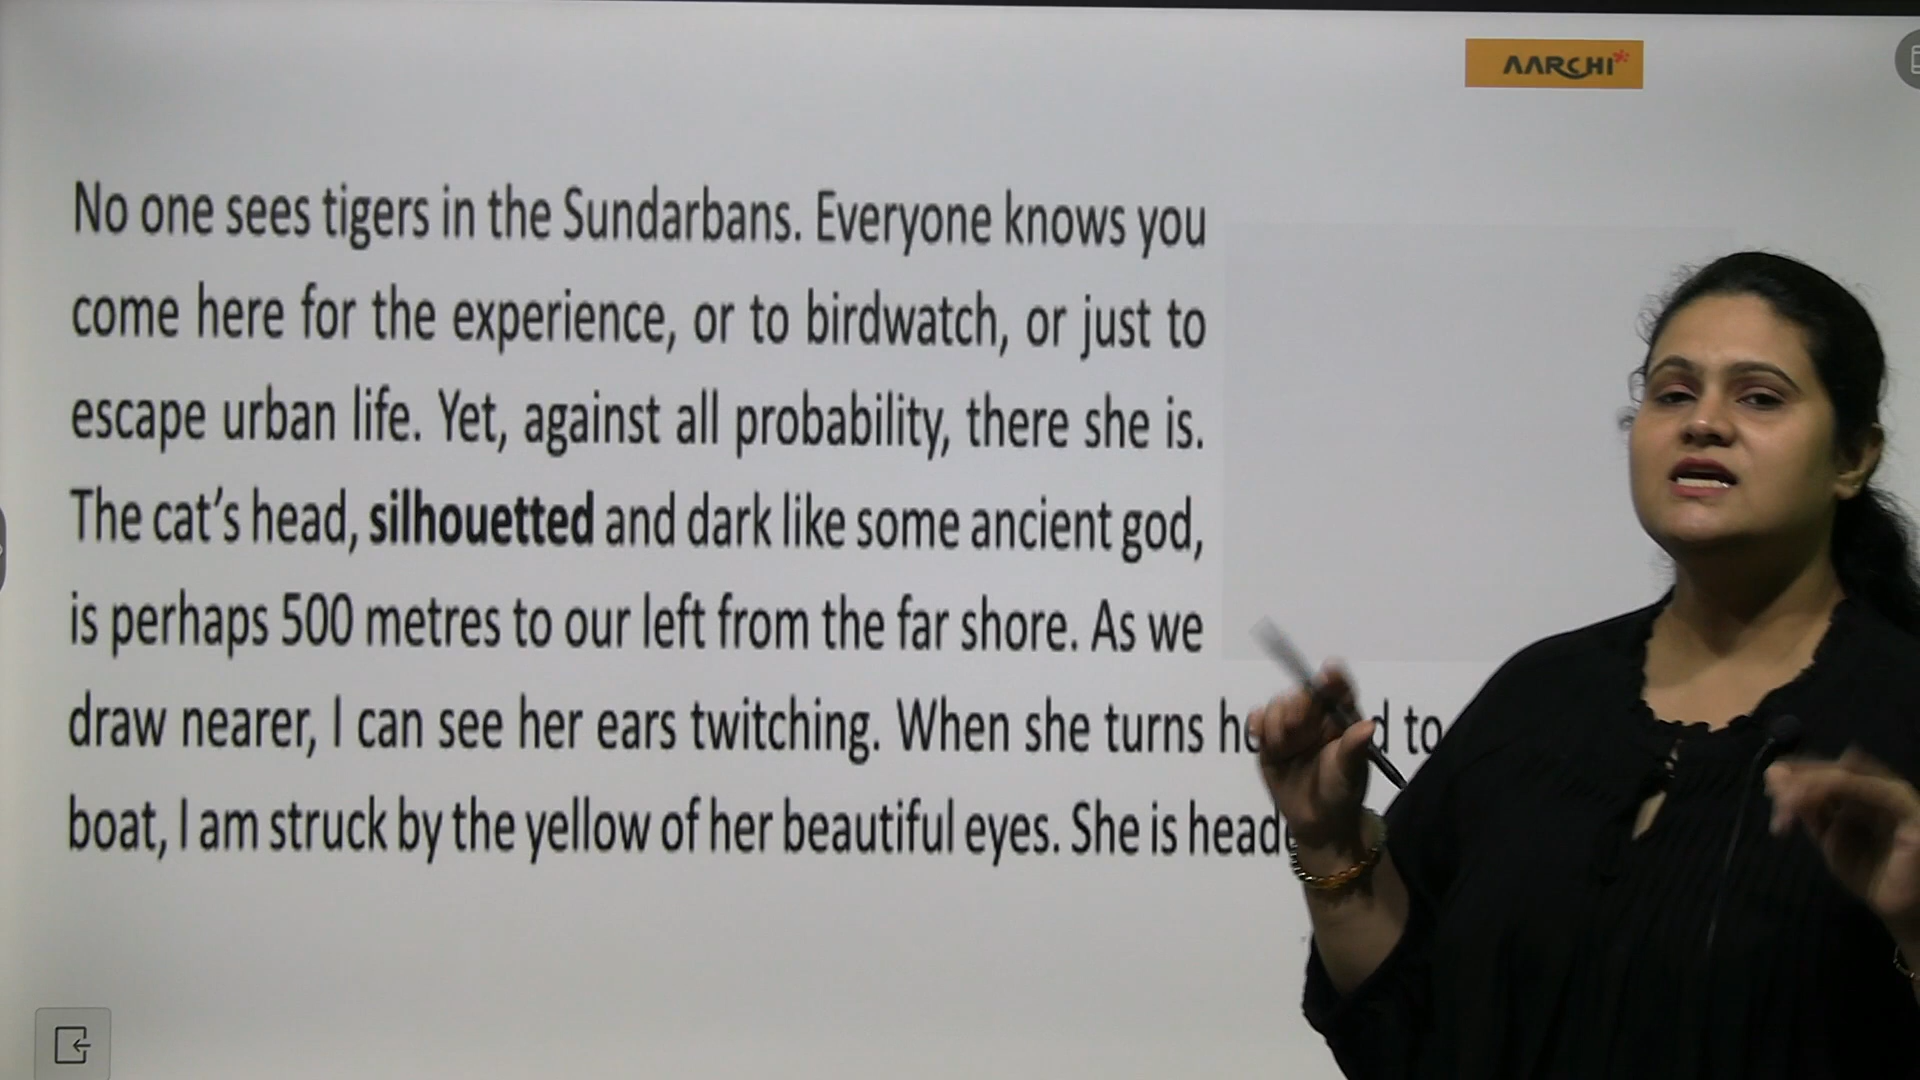 AARCHI
No one sees tigers in the Sundarbans. Everyone knows you
come here for the experience, or to birdwatch, or just to
escape urban life. Yet, against all probability, there she is.
The cat's head, silhouetted and dark like some ancient god,
is perhaps 500 metres to our left from the far shore. As we
draw nearer, I can see her ears twitching. When she turns to
boat, I am struck by the yellow of her beautiful eyes. She is